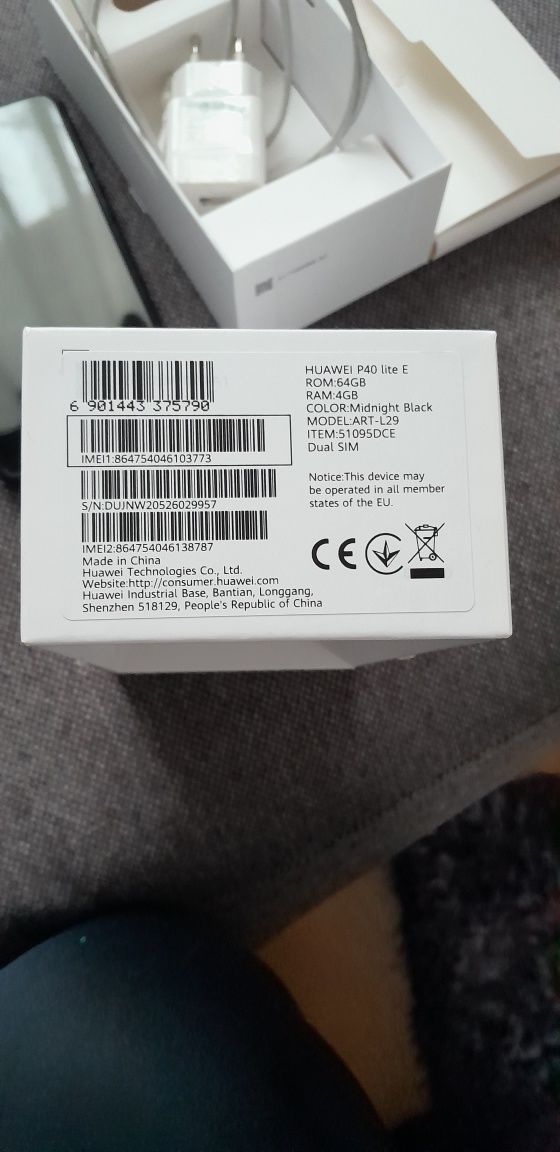 6 901443 375790
IMEI1:864754046103773
S/N:DUJNW20526029957
IMEI2:864754046138787
Made in China
Huawei Technologies Co., Ltd.
Website:http://consumer.huawei.com
Huawei Industrial Base, Bantian, Longgang,
Shenzhen 518129, People's Republic of China
HUAWEI P40 lite E
ROM:64GB
RAM:4GB
COLOR:Midnight Black
MODEL:ART-L29
ITEM:51095DCE
Dual SIM
Notice:This device may
be operated in all member
states of the EU.
CE